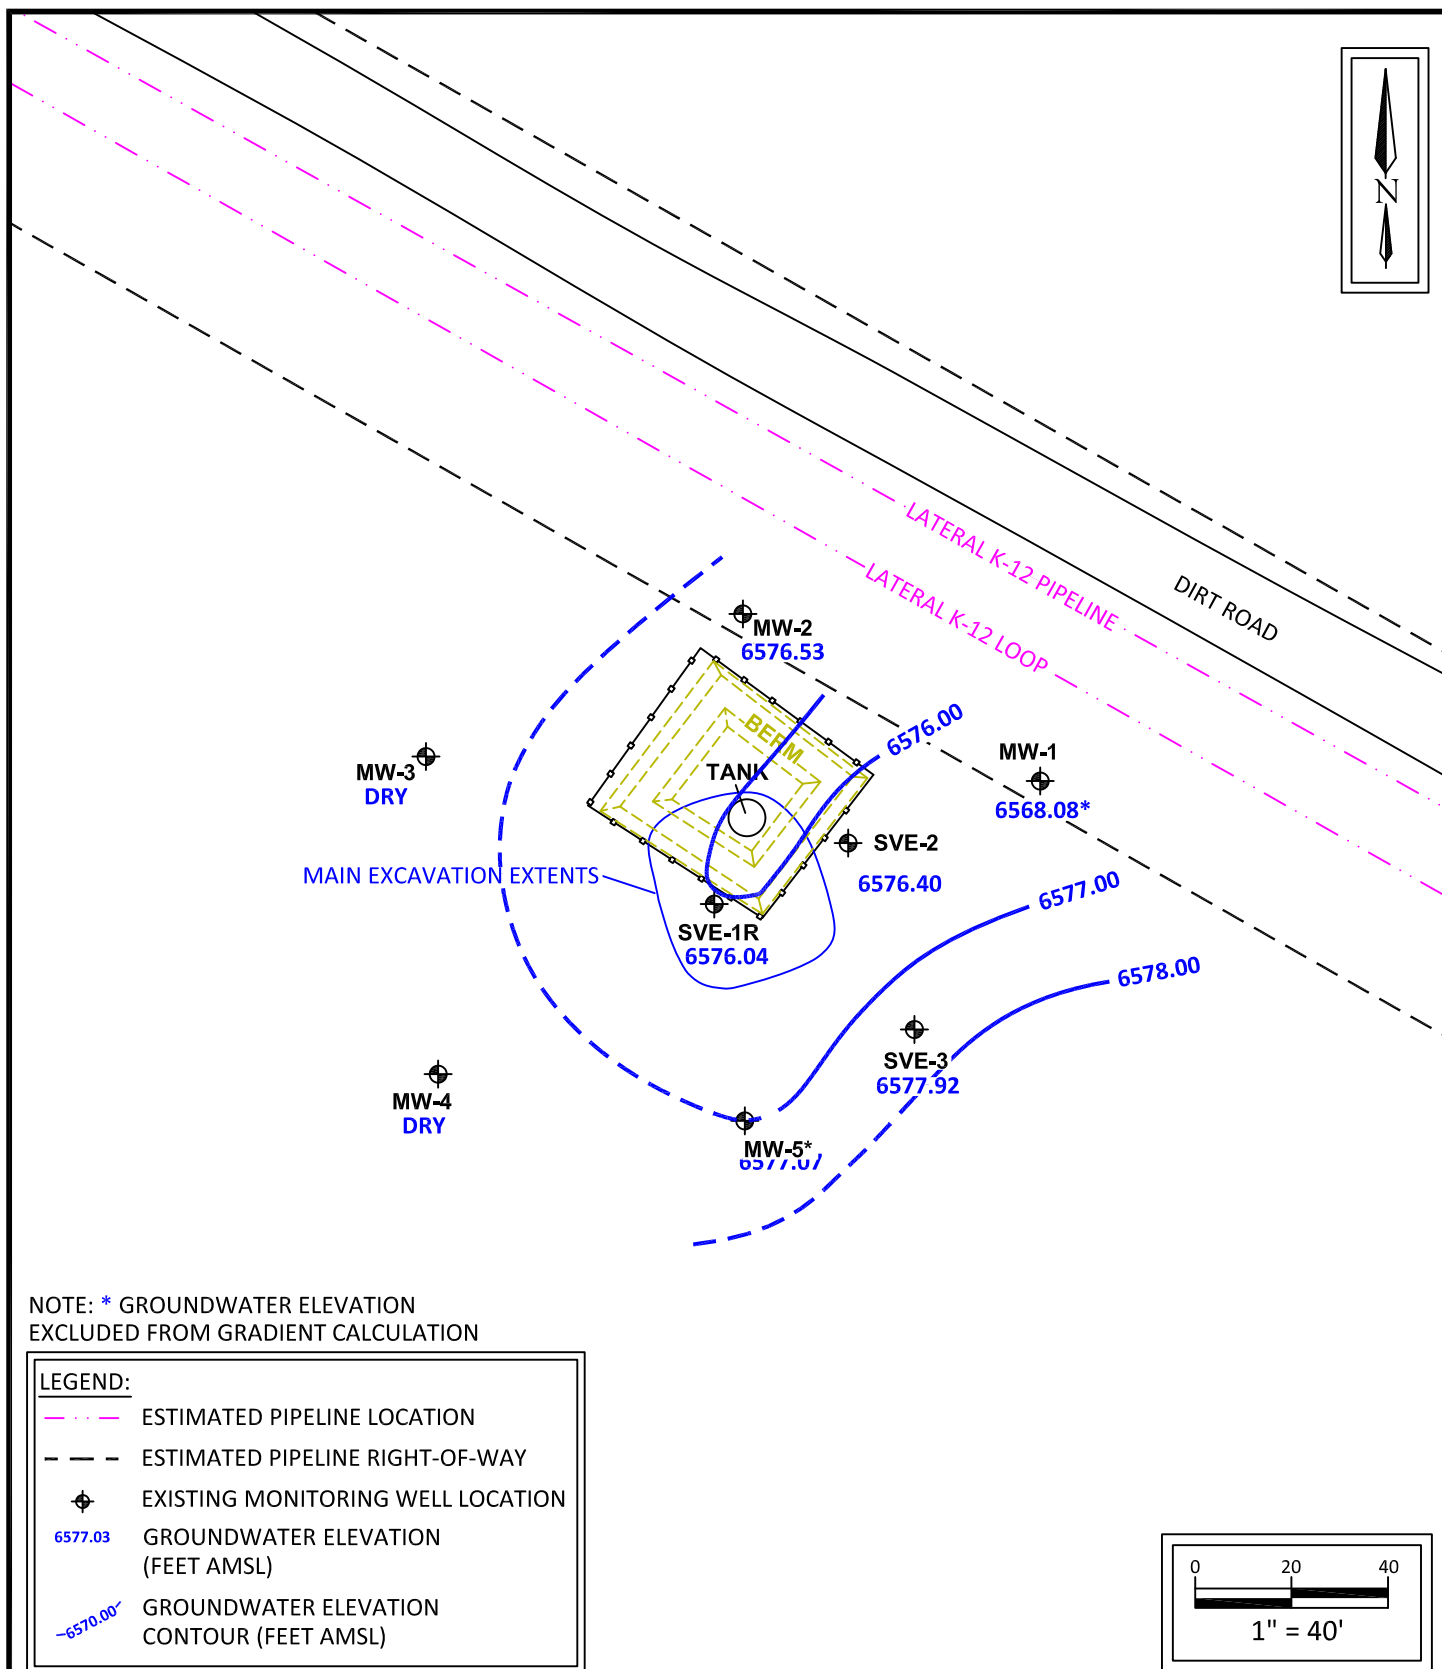 N
LATERAL K-12 PIPELINE
LATERAL K-12 LOOP
DIRT ROAD
MW-2
6576.53
BERM
TANK
6576.00
MW-1
6568.08*
MW-3
DRY
SVE-2
6576.40
MAIN EXCAVATION EXTENTS
SVE-1R
6576.04
6577.00
6578.00
SVE-3
6577.92
MW-4
DRY
MW-5*
6577.07
NOTE: * GROUNDWATER ELEVATION
EXCLUDED FROM GRADIENT CALCULATION
LEGEND:
ESTIMATED PIPELINE LOCATION
ESTIMATED PIPELINE RIGHT-OF-WAY
EXISTING MONITORING WELL LOCATION
6577.03 GROUNDWATER ELEVATION
(FEET AMSL)
6570.00 GROUNDWATER ELEVATION
CONTOUR (FEET AMSL)
0 20 40
1" = 40'